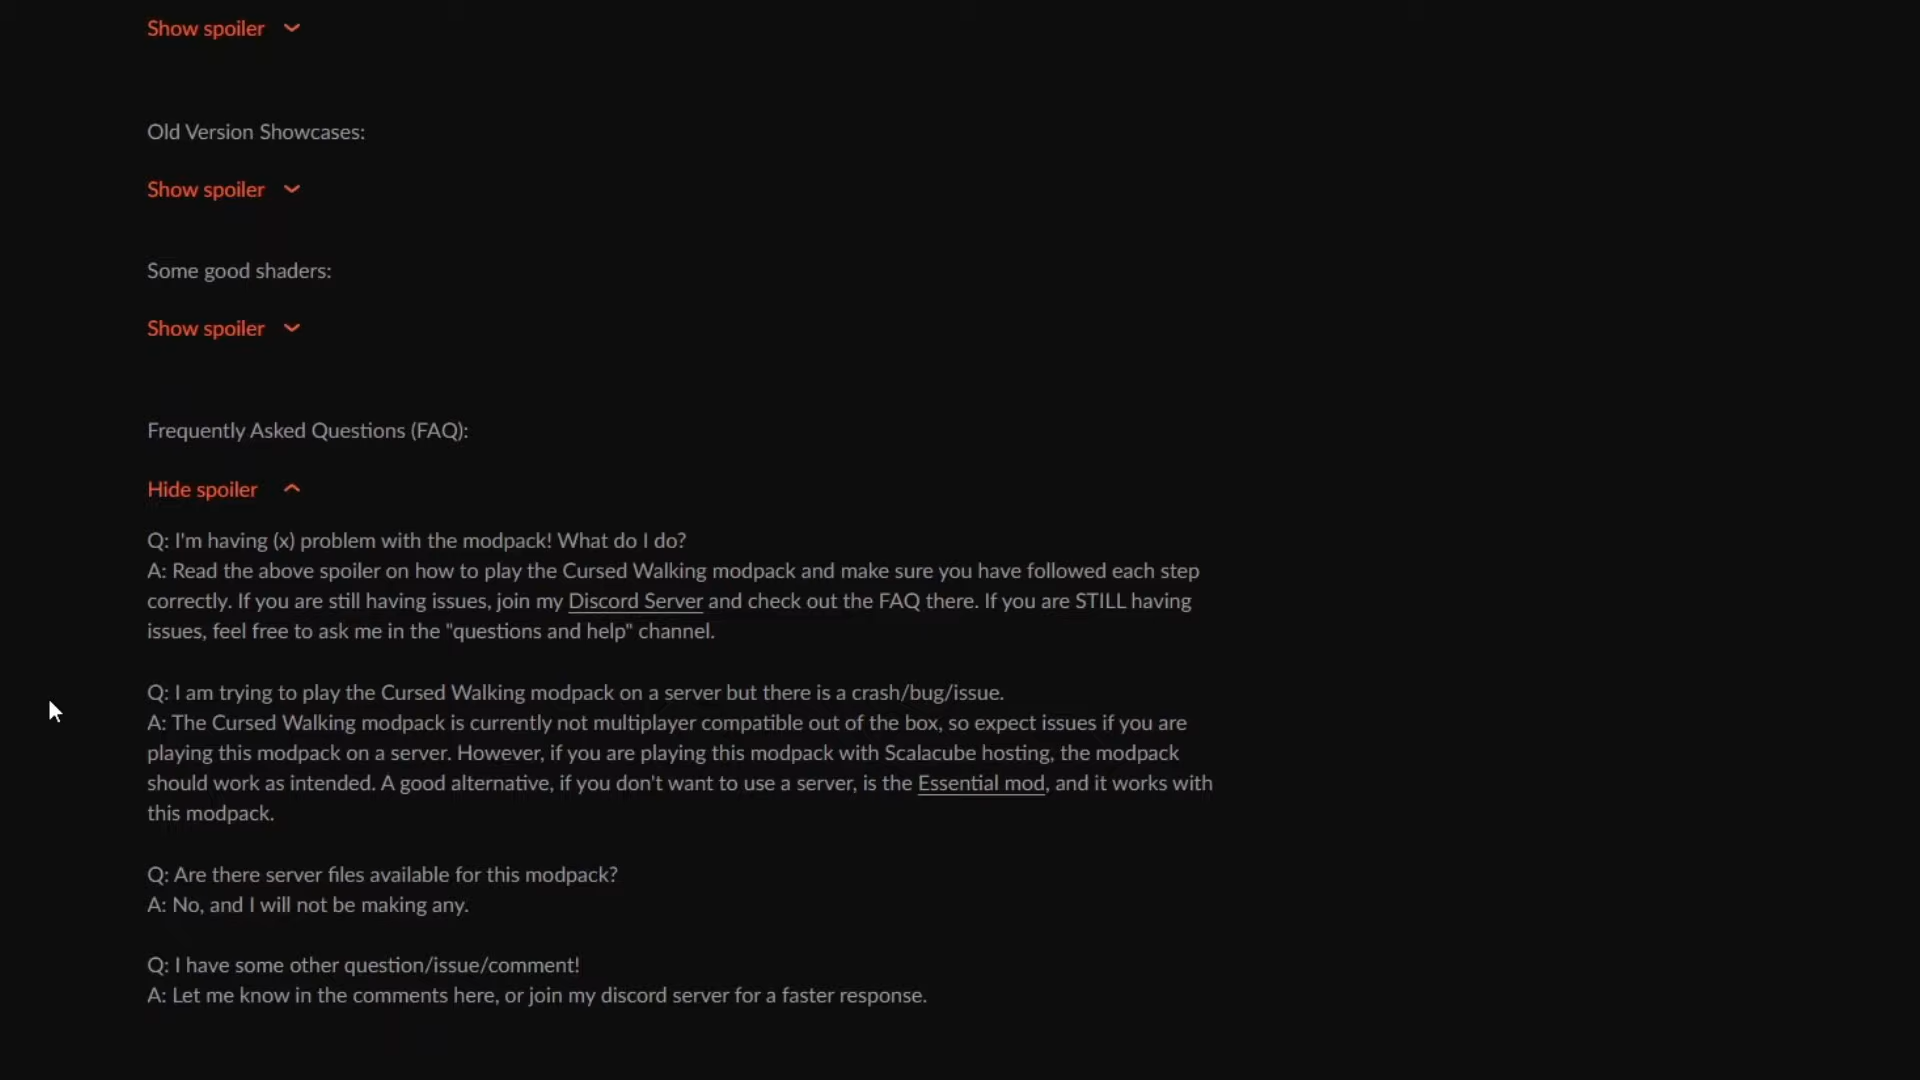 Show spoiler
Old Version Showcases:
Show spoiler
Some good shaders:
Show spoiler
Frequently Asked Questions (FAQ):
Hide spoiler
Q: I'm having (x) problem with the modpack! What do I do?
A: Read the above spoiler on how to play the Cursed Walking modpack and make sure you have followed each step
correctly. If you are still having issues, join my Discord Server and check out the FAQ there. If you are STILL having
issues, feel free to ask me in the "questions and help" channel.
Q: I am trying to play the Cursed Walking modpack on a server but there is a crash/bug/issue.
A: The Cursed Walking modpack is currently not multiplayer compatible out of the box, so expect issues if you are
playing this modpack on a server. However, if you are playing this modpack with Scalacube hosting, the modpack
should work as intended. A good alternative, if you don't want to use a server, is the Essential mod, and it works with
this modpack.
Q: Are there server files available for this modpack?
A: No, and I will not be making any.
Q: I have some other question/issue/comment!
A: Let me know in the comments here, or join my discord server for a faster response.